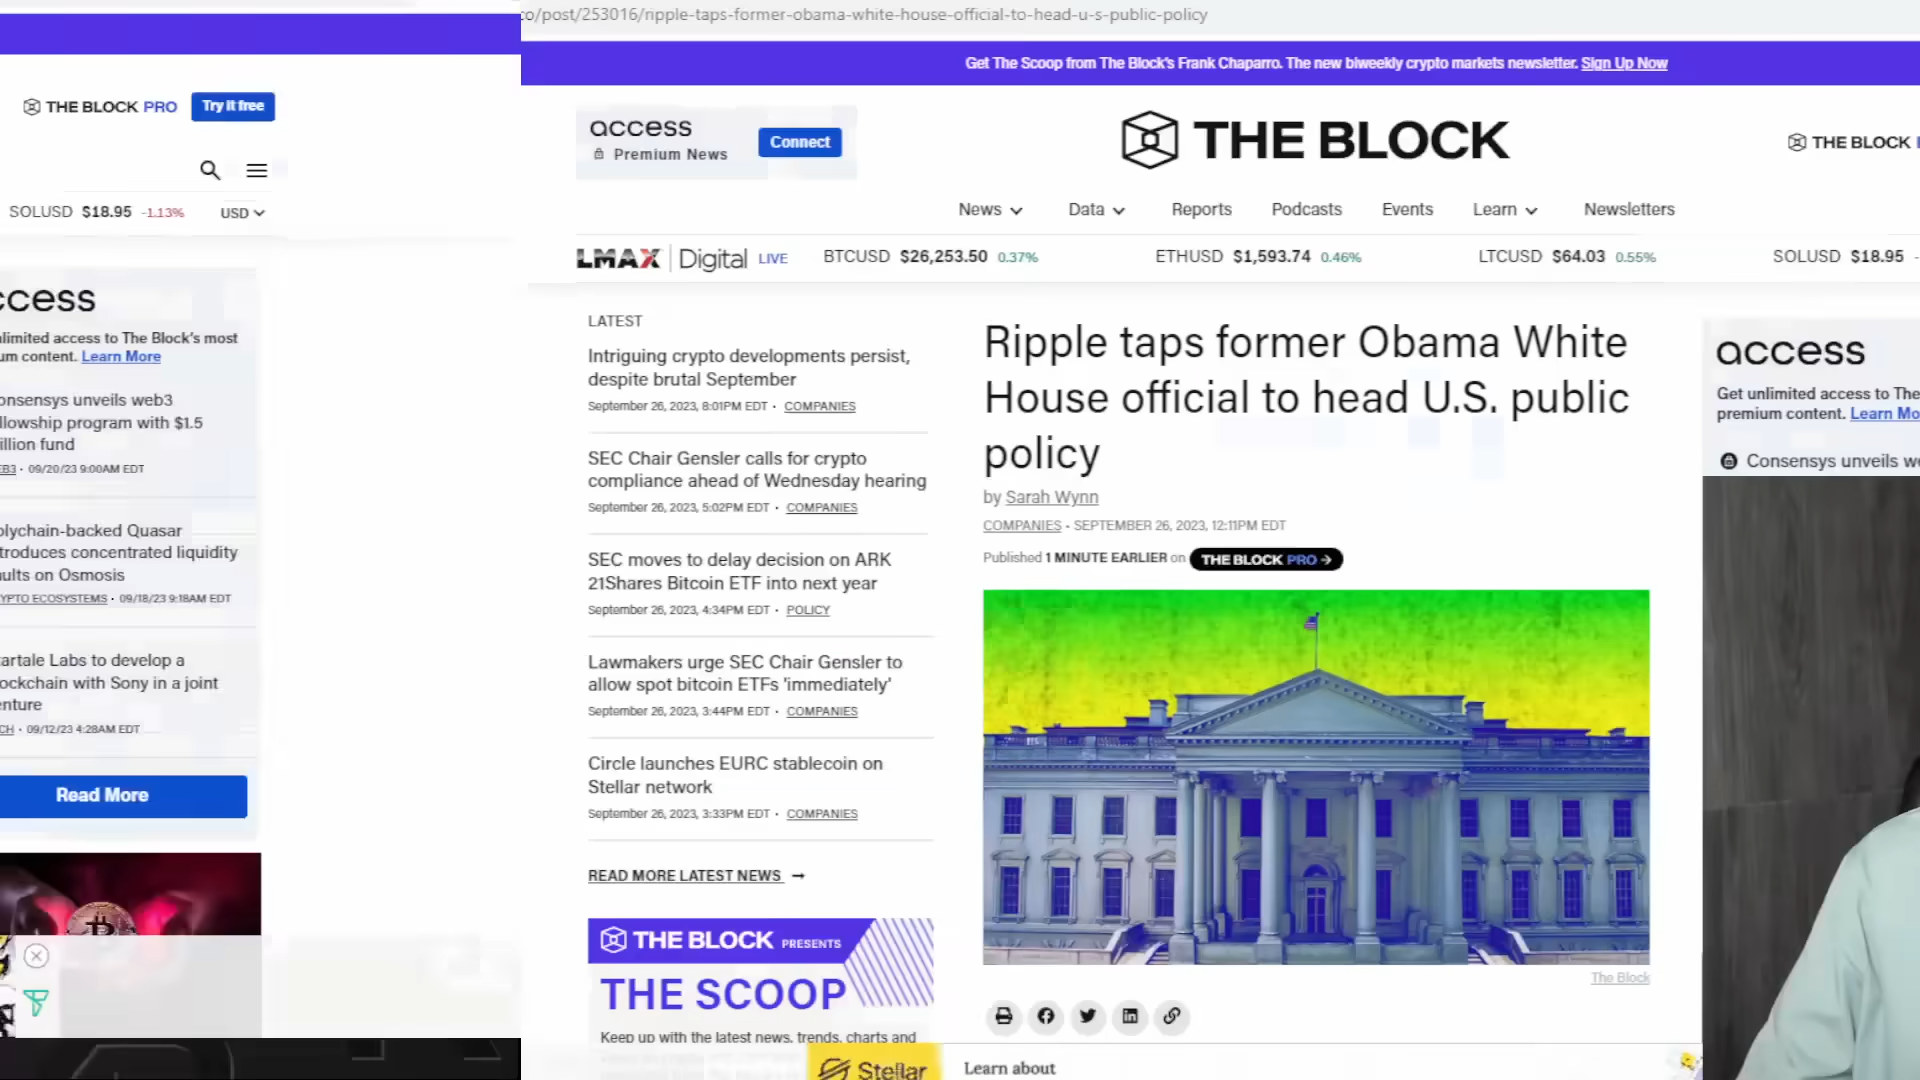 co/post/253016/ripple-taps-former-obama-white-house-official-to-head-u-s-public-policy
THE BLOCK PRO Try it free
SOLUSD $18.95 -1.13% USD
access
unlimited access to The Block's most
content. Learn More
Consensys unveils web3
fellowship program with $1.5
million fund
WEB3 • 09/20/23 9:00AM EDT
Polychain-backed Quasar
introduces concentrated liquidity
vaults on Osmosis
CRYPTO ECOSYSTEMS • 09/18/23 9:18AM EDT
Startale Labs to develop a
blockchain with Sony in a joint
venture
• 09/12/23 4:28AM EDT
Read More
Get The Scoop from The Block's Frank Chaparro. The new biweekly crypto markets newsletter. Sign Up Now
access
Premium News
Connect
THE BLOCK
THE BLOCK
News Data Reports Podcasts Events Learn Newsletters
LMAX Digital LIVE BTCUSD $26,253.50 0.37% ETHUSD $1,593.74 0.46% LTCUSD $64.03 0.55% SOLUSD $18.95 -
LATEST
Intriguing crypto developments persist,
despite brutal September
September 26, 2023, 8:01PM EDT • COMPANIES
SEC Chair Gensler calls for crypto
compliance ahead of Wednesday hearing
September 26, 2023, 5:02PM EDT • COMPANIES
SEC moves to delay decision on ARK
21Shares Bitcoin ETF into next year
September 26, 2023, 4:34PM EDT • POLICY
Lawmakers urge SEC Chair Gensler to
allow spot bitcoin ETFs 'immediately'
September 26, 2023, 3:44PM EDT • COMPANIES
Circle launches EURC stablecoin on
Stellar network
September 26, 2023, 3:33PM EDT • COMPANIES
READ MORE LATEST NEWS →
THE BLOCK PRESENTS
THE SCOOP
Keep up with the latest news, trends, charts and
Ripple taps former Obama White
House official to head U.S. public
policy
by Sarah Wynn
COMPANIES • SEPTEMBER 26, 2023, 12:11PM EDT
Published 1 MINUTE EARLIER on THE BLOCK PRO →
The Block
access
Get unlimited access to The
premium content. Learn Mo
Consensys unveils we
Stellar
Learn about